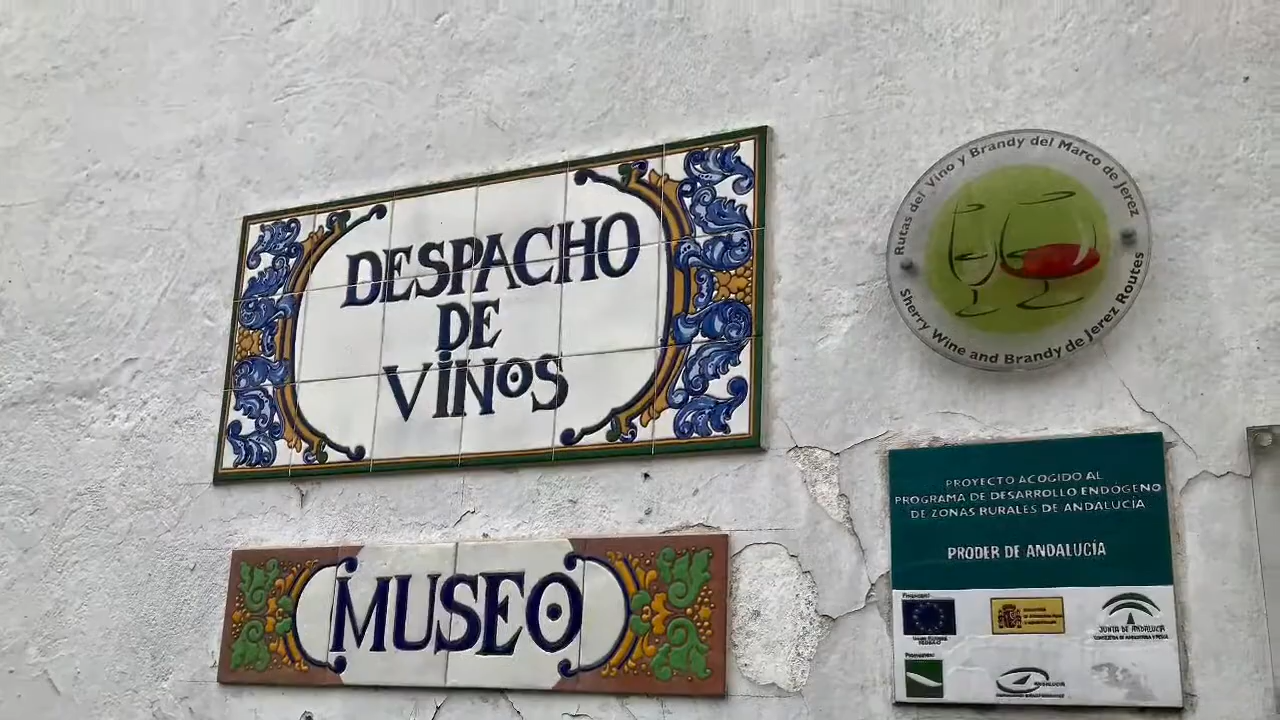 DESPACHO
DE
VINOS
MUSEO
Rutas del Vino y Brandy del Marco de Jerez
Sherry Wine and Brandy de Jerez Routes
PROYECTO ACOGIDO AL
PROGRAMA DE DESARROLLO ENDÓGENO
DE ZONAS RURALES DE ANDALUCÍA
PRODER DE ANDALUCÍA
JUNTA DE ANDALUCIA